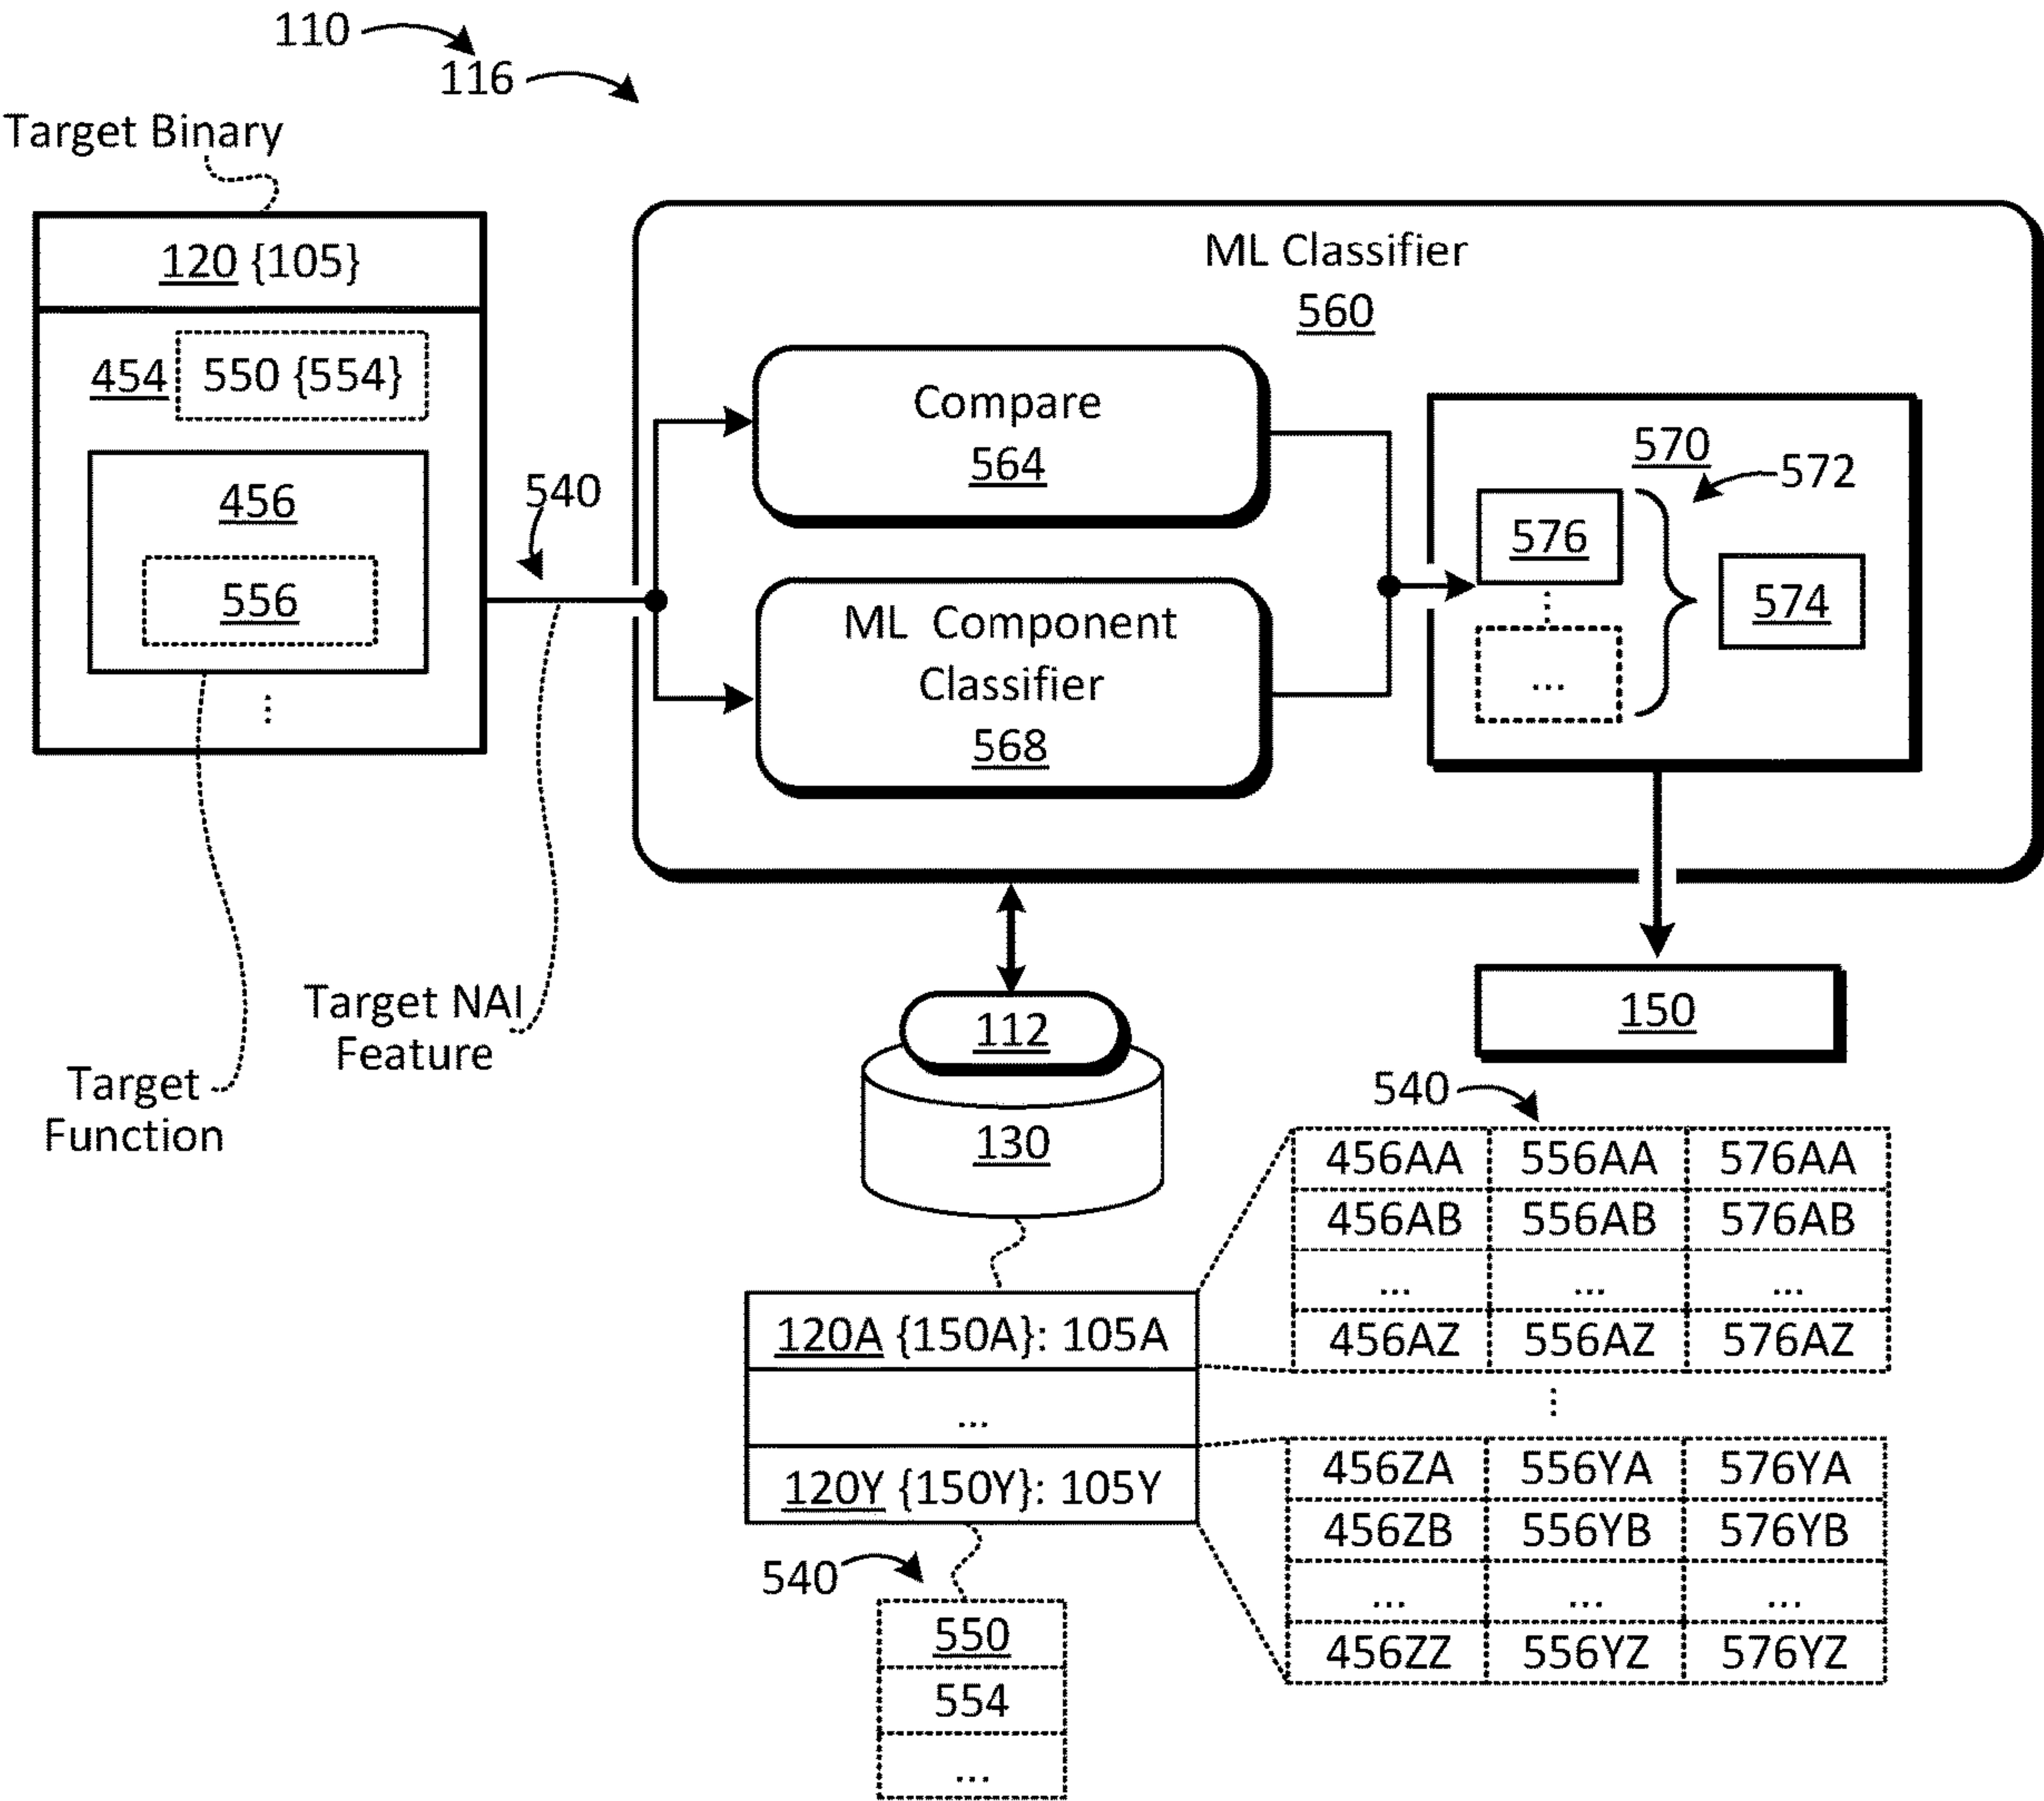 110
116
Target Binary
120 {105}
454
550 {554}
456
556
⋮
540
Target
Function
Target NAI
Feature
ML Classifier
560
Compare
564
ML Component
Classifier
568
570
572
576
⋮
...
574
150
112
130
120A {150A}: 105A
...
120Y {150Y}: 105Y
540
456AA 556AA 576AA
456AB 556AB 576AB
... ... ...
456AZ 556AZ 576AZ
⋮
456ZA 556YA 576YA
456ZB 556YB 576YB
... ... ...
456ZZ 556YZ 576YZ
540
550
554
...